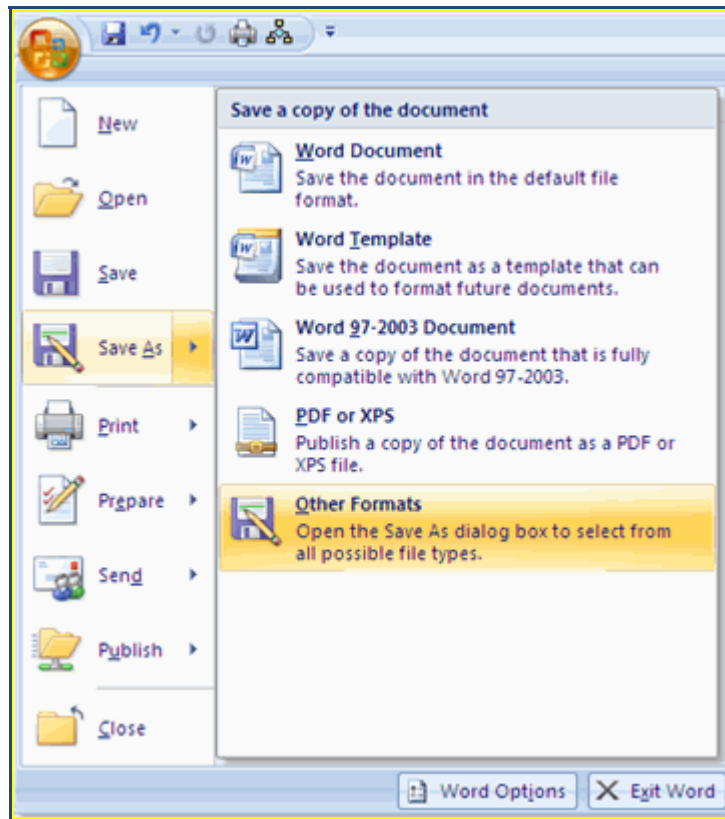 New
Open
Save
Save As
Print
Prepare
Send
Publish
Close
Save a copy of the document
Word Document
Save the document in the default file
format.
Word Template
Save the document as a template that can
be used to format future documents.
Word 97-2003 Document
Save a copy of the document that is fully
compatible with Word 97-2003.
PDF or XPS
Publish a copy of the document as a PDF or
XPS file.
Other Formats
Open the Save As dialog box to select from
all possible file types.
Word Options
Exit Word